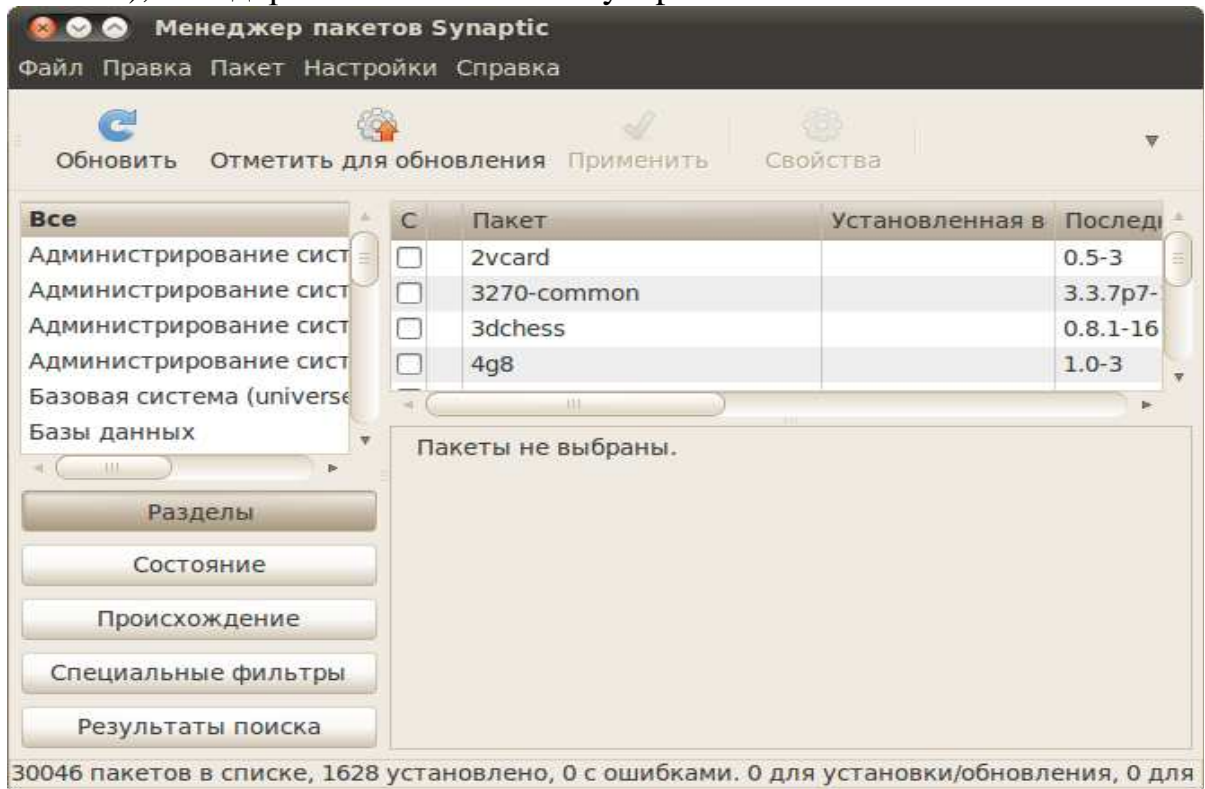 Менеджер пакетов Synaptic
Файл Правка Пакет Настройки Справка
Обновить Отметить для обновления Применить Свойства
Все
Администрирование сист
Администрирование сист
Администрирование сист
Администрирование сист
Базовая система (universe
Базы данных
С Пакет Установленная в Последн
2vcard 0.5-3
3270-common 3.3.7p7-
3dchess 0.8.1-16
4g8 1.0-3
Разделы
Состояние
Происхождение
Специальные фильтры
Результаты поиска
Пакеты не выбраны.
30046 пакетов в списке, 1628 установлено, 0 с ошибками. 0 для установки/обновления, 0 для